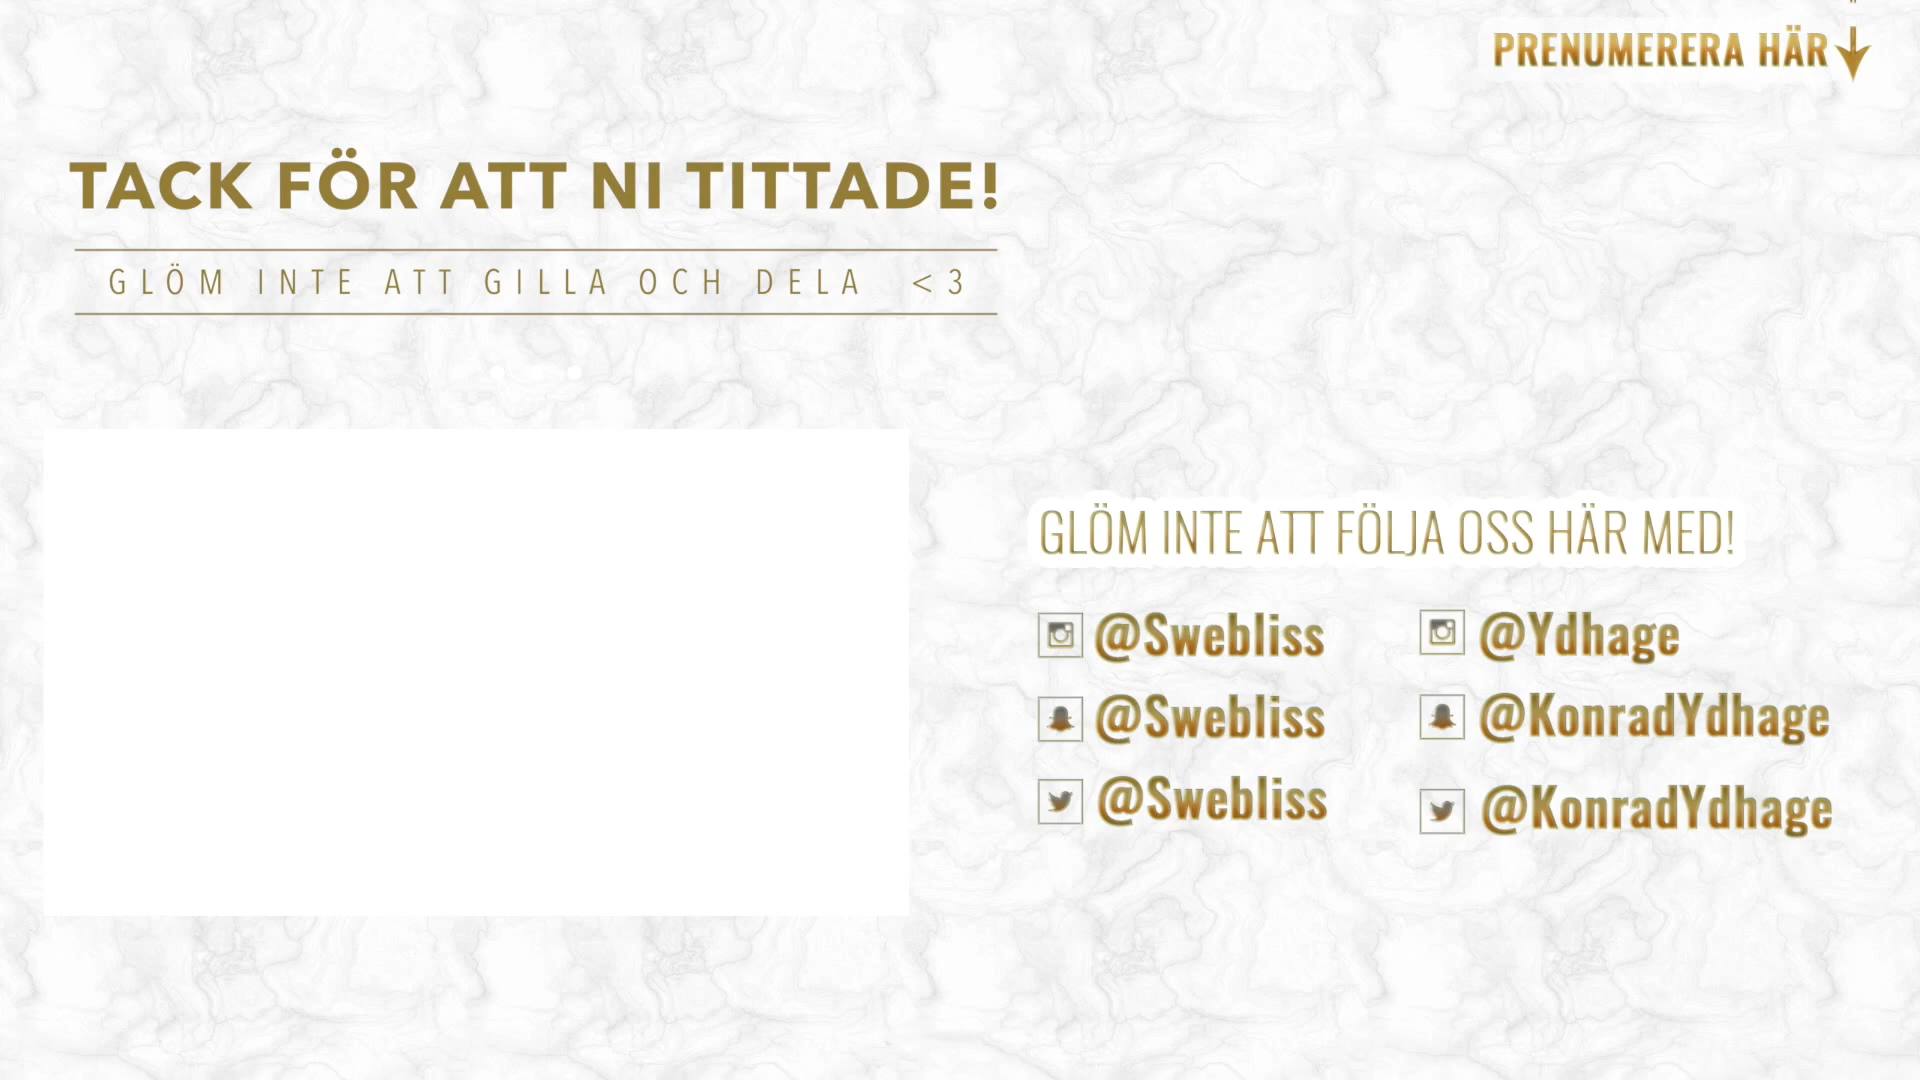 PRENUMERERA HÄR
TACK FÖR ATT NI TITTADE!
GLÖM INTE ATT GILLA OCH DELA <3
GLÖM INTE ATT FÖLJA OSS HÄR MED!
@Swebliss
@Swebliss
@Swebliss
@Ydhage
@KonradYdhage
@KonradYdhage